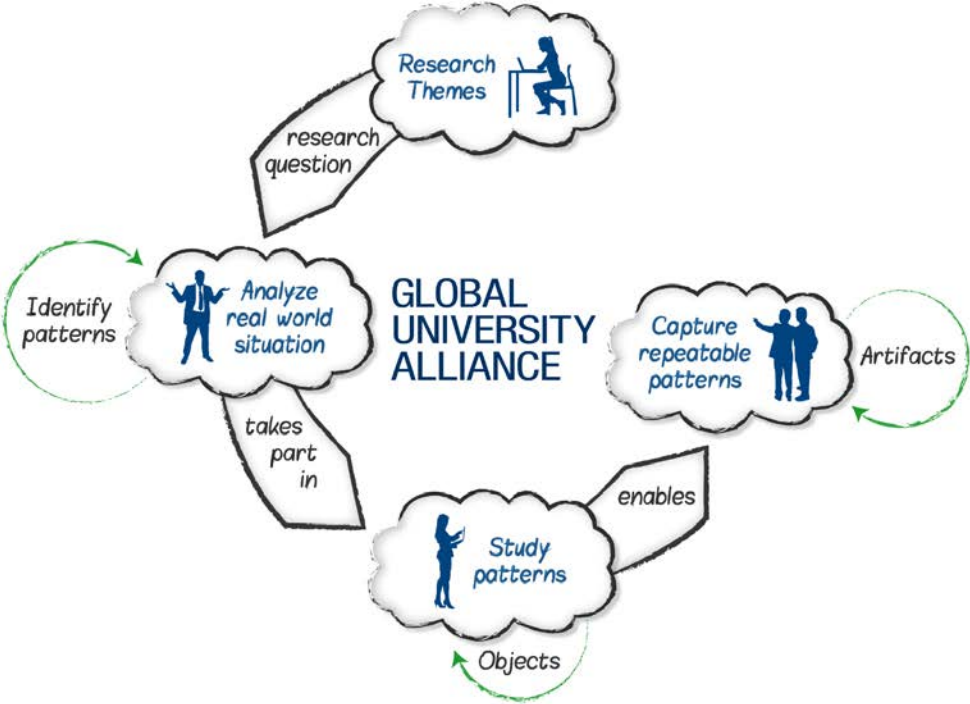 Research
Themes
research
question
Identify
patterns
Analyze
real world
situation
GLOBAL
UNIVERSITY
ALLIANCE
Capture
repeatable
patterns
Artifacts
takes
part
in
enables
Study
patterns
Objects